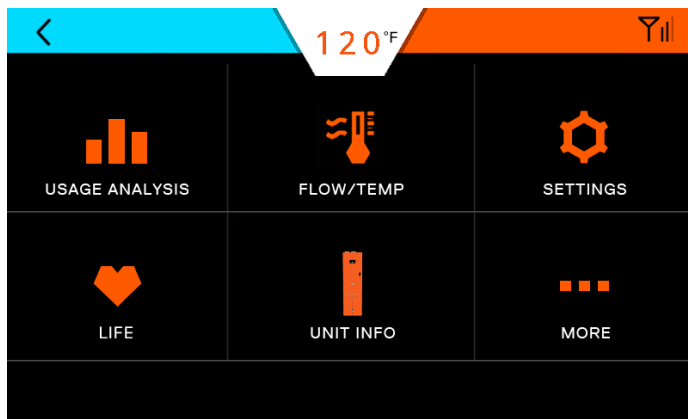 120°F
USAGE ANALYSIS
FLOW/TEMP
SETTINGS
LIFE
UNIT INFO
MORE